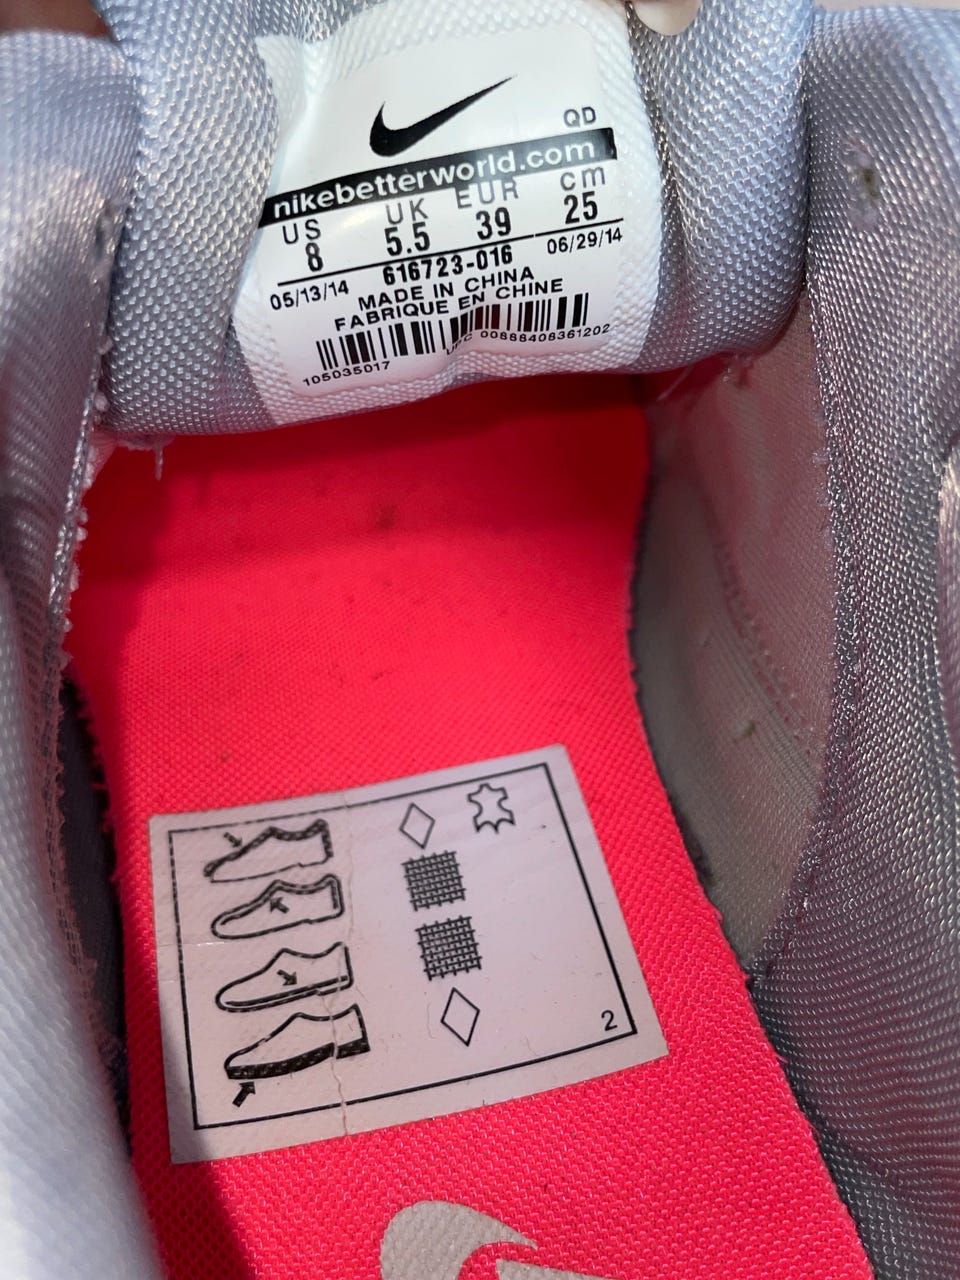 QD
nikebetterworld.com
US UK EUR cm
8 5.5 39 25
616723-016
05/13/14 06/29/14
MADE IN CHINA
FABRIQUE EN CHINE
105035017 UPC 00888408361202
2